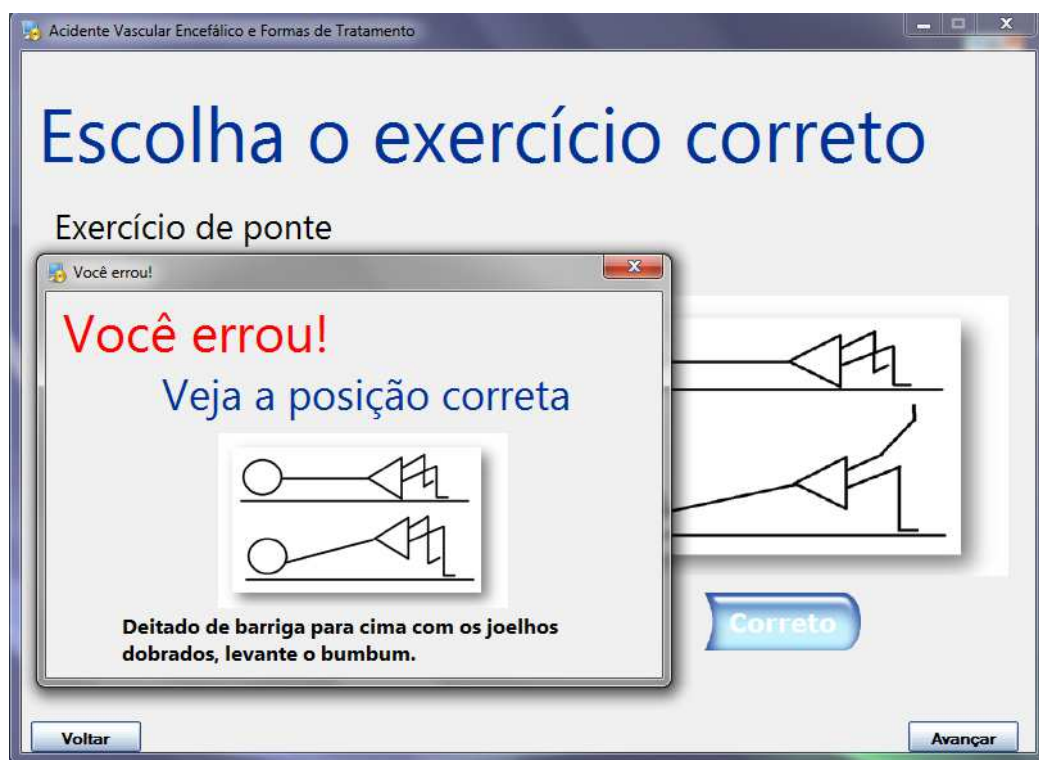 Acidente Vascular Encefálico e Formas de Tratamento
Escolha o exercício correto
Exercício de ponte
Você errou!
Você errou!
Veja a posição correta
Deitado de barriga para cima com os joelhos
dobrados, levante o bumbum.
Correto
Voltar
Avançar